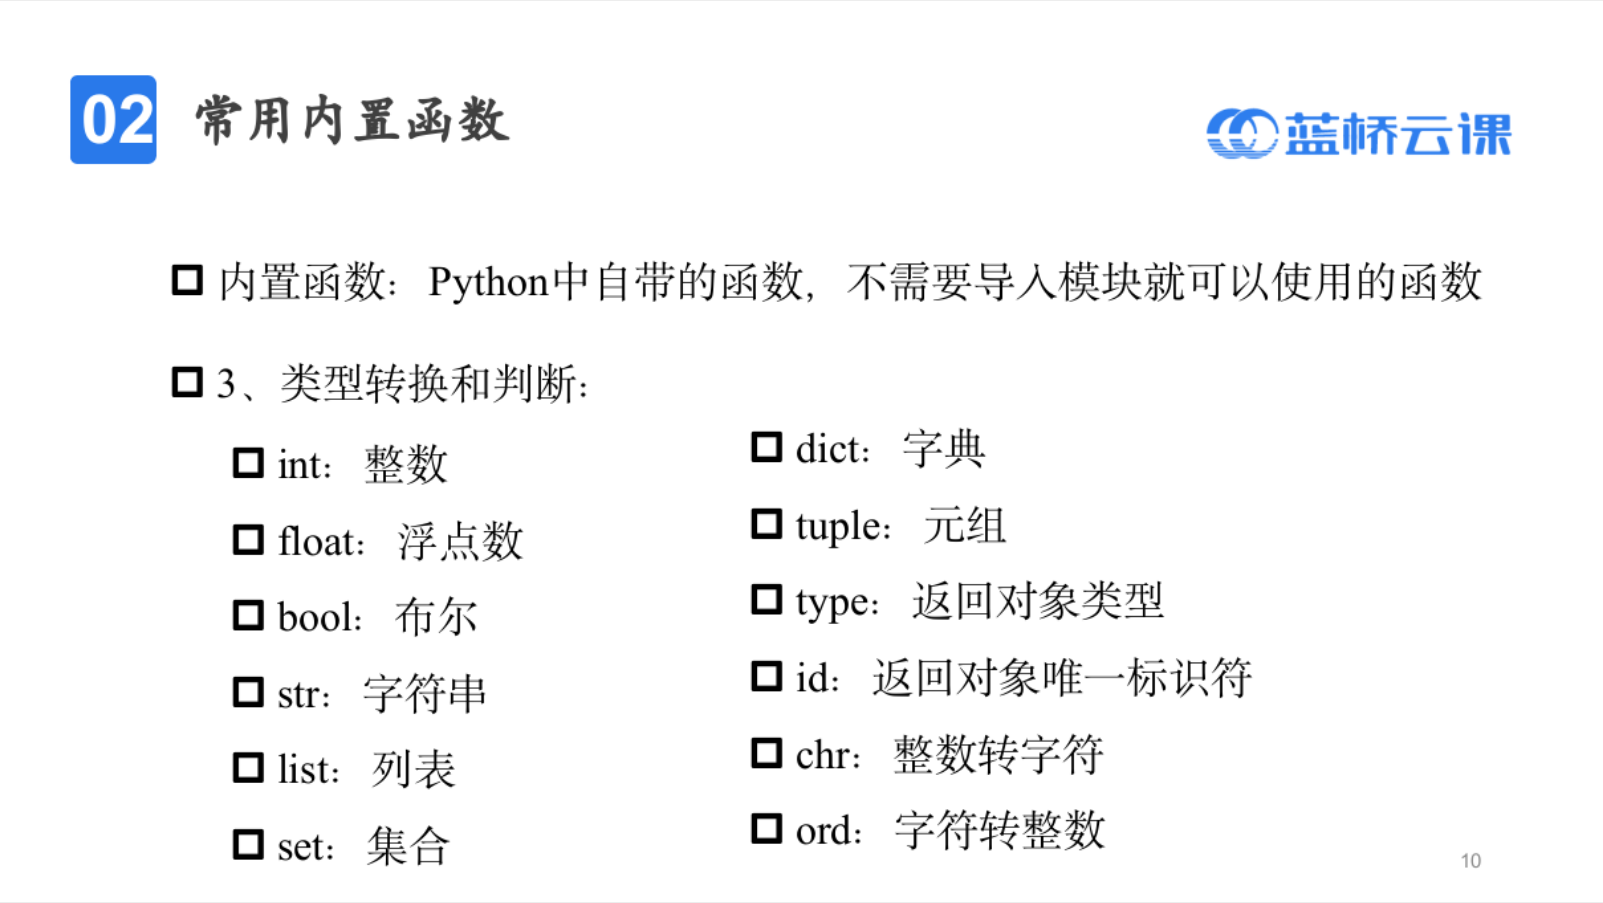 02 常用内置函数
蓝桥云课
内置函数：Python中自带的函数，不需要导入模块就可以使用的函数
3、类型转换和判断：
int：整数
float：浮点数
bool：布尔
str：字符串
list：列表
set：集合
dict：字典
tuple：元组
type：返回对象类型
id：返回对象唯一标识符
chr：整数转字符
ord：字符转整数
10